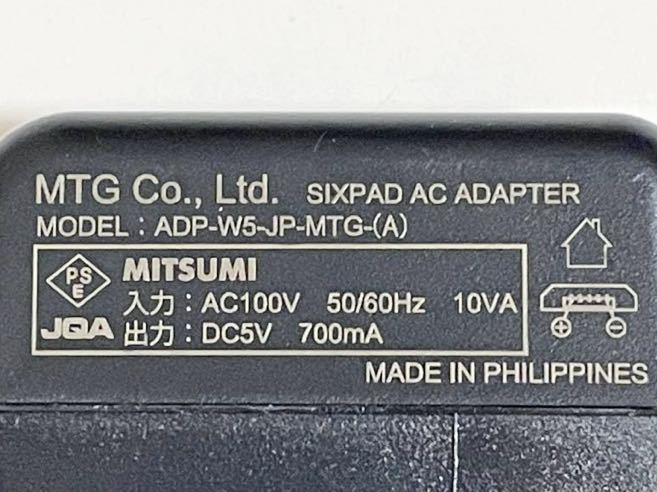 MTG Co., Ltd. SIXPAD AC ADAPTER
MODEL : ADP-W5-JP-MTG-(A)
PS
E
MITSUMI
入力 : AC100V 50/60Hz 10VA
JQA
出力 : DC5V 700mA
MADE IN PHILIPPINES